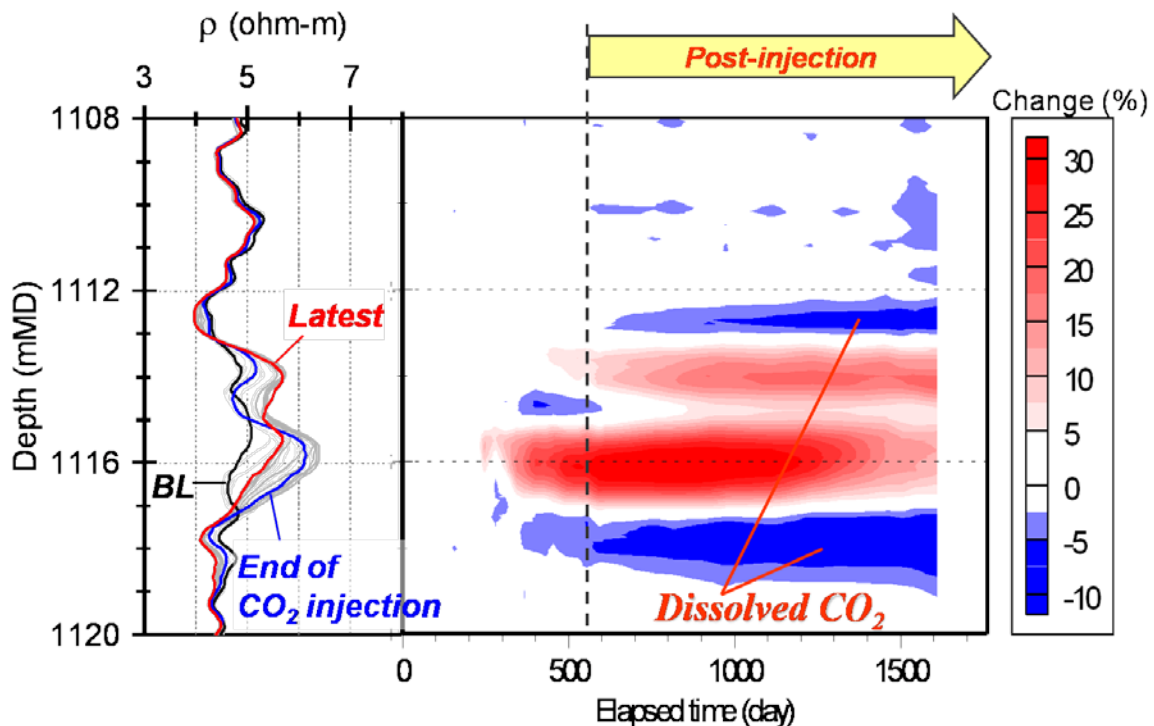 ρ (ohm-m)
3 5 7
Post-injection
Change (%)
1108
1112
1116
1120
Depth (mMD)
Latest
BL
End of
CO₂ injection
Dissolved CO₂
0 500 1000 1500
Elapsed time (day)
30
25
20
15
10
5
0
-5
-10